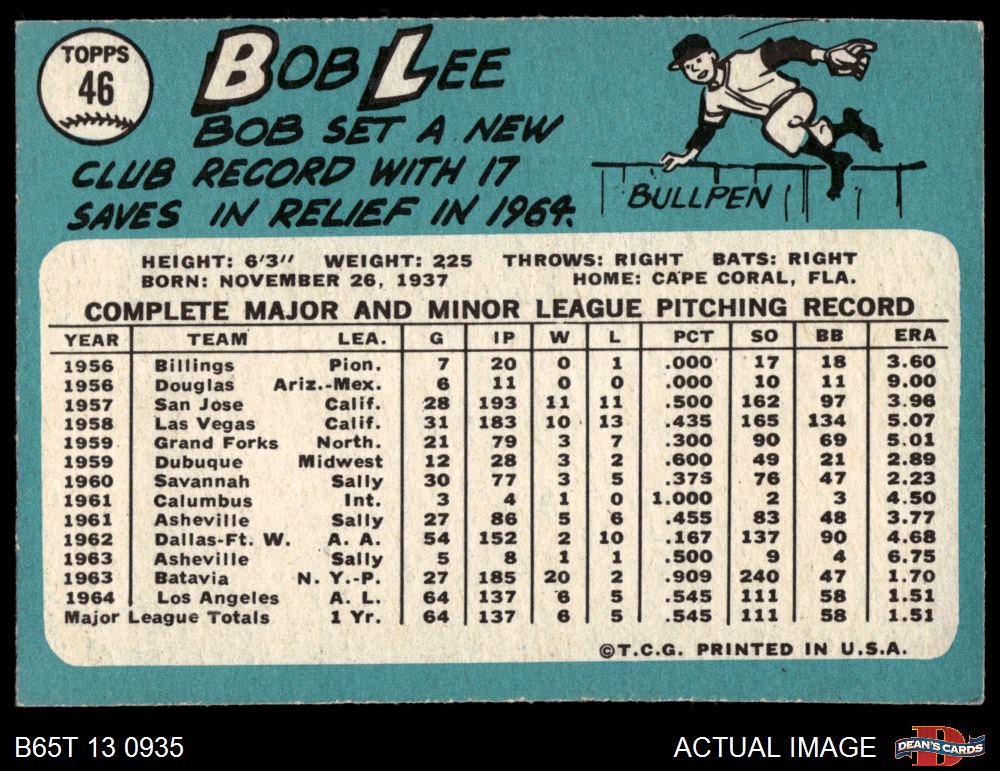 TOPPS
46
BOB LEE
BOB SET A NEW
CLUB RECORD WITH 17
SAVES IN RELIEF IN 1964.
BULLPEN
HEIGHT: 6'3" WEIGHT: 225 THROWS: RIGHT BATS: RIGHT
BORN: NOVEMBER 26, 1937 HOME: CAPE CORAL, FLA.
COMPLETE MAJOR AND MINOR LEAGUE PITCHING RECORD
YEAR TEAM LEA. G IP W L PCT SO BB ERA
1956 Billings Pion. 7 20 0 1 .000 17 18 3.60
1956 Douglas Ariz.-Mex. 6 11 0 0 .000 10 11 9.00
1957 San Jose Calif. 28 193 11 11 .500 162 97 3.96
1958 Las Vegas Calif. 31 183 10 13 .435 165 134 5.07
1959 Grand Forks North. 21 79 3 7 .300 90 69 5.01
1959 Dubuque Midwest 12 28 3 2 .600 49 21 2.89
1960 Savannah Sally 30 77 3 5 .375 76 47 2.23
1961 Calumbus Int. 3 4 1 0 1.000 2 3 4.50
1961 Asheville Sally 27 86 5 6 .455 83 48 3.77
1962 Dallas-Ft. W. A. A. 54 152 2 10 .167 137 90 4.68
1963 Asheville Sally 5 8 1 1 .500 9 4 6.75
1963 Batavia N. Y.-P. 27 185 20 2 .909 240 47 1.70
1964 Los Angeles A. L. 64 137 6 5 .545 111 58 1.51
Major League Totals 1 Yr. 64 137 6 5 .545 111 58 1.51
©T.C.G. PRINTED IN U.S.A.
B65T 13 0935
ACTUAL IMAGE
D
DEAN'S CARDS